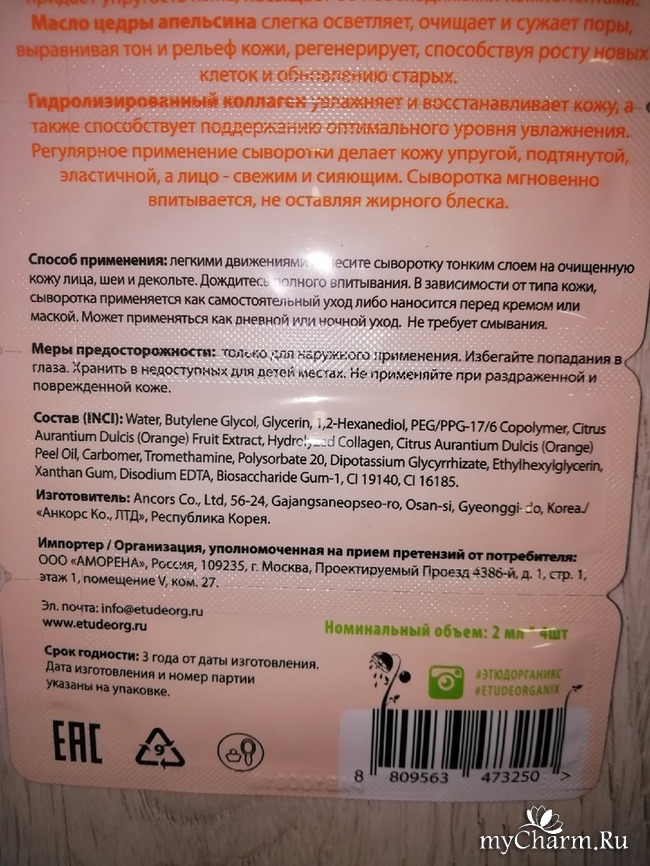 Масло цедры апельсина слегка осветляет, очищает и сужает поры,
выравнивая тон и рельеф кожи, регенерирует, способствуя росту новых
клеток и обновлению старых.
Гидролизированный коллаген увлажняет и восстанавливает кожу, а
также способствует поддержанию оптимального уровня увлажнения.
Регулярное применение сыворотки делает кожу упругой, подтянутой,
эластичной, а лицо - свежим и сияющим. Сыворотка мгновенно
впитывается, не оставляя жирного блеска.
Способ применения: легкими движениями нанесите сыворотку тонким слоем на очищенную
кожу лица, шеи и декольте. Дождитесь полного впитывания. В зависимости от типа кожи,
сыворотка применяется как самостоятельный уход либо наносится перед кремом или
маской. Может применяться как дневной или ночной уход. Не требует смывания.
Меры предосторожности: только для наружного применения. Избегайте попадания в
глаза. Хранить в недоступных для детей местах. Не применяйте при раздраженной и
поврежденной коже.
Состав (INCI): Water, Butylene Glycol, Glycerin, 1,2-Hexanediol, PEG/PPG-17/6 Copolymer, Citrus
Aurantium Dulcis (Orange) Fruit Extract, Hydrolyzed Collagen, Citrus Aurantium Dulcis (Orange)
Peel Oil, Carbomer, Tromethamine, Polysorbate 20, Dipotassium Glycyrrhizate, Ethylhexylglycerin,
Xanthan Gum, Disodium EDTA, Biosaccharide Gum-1, CI 19140, CI 16185.
Изготовитель: Ancors Co., Ltd, 56-24, Gajangsaneopseo-ro, Osan-si, Gyeonggi-do, Korea./
«Анкорс Ко., ЛТД», Республика Корея.
Импортер / Организация, уполномоченная на прием претензий от потребителя:
ООО «АМОРЕНА», Россия, 109235, г. Москва, Проектируемый Проезд 4386-й, д. 1, стр. 1,
этаж 1, помещение V, ком. 27.
Эл. почта: info@etudeorg.ru
www.etudeorg.ru
Номинальный объем: 2 мл * 4шт
Срок годности: 3 года от даты изготовления.
Дата изготовления и номер партии
указаны на упаковке.
#ЭТЮДОРГАНИКС
#ETUDEORGANIX
EAC
9
8 809563 473250 >
myCharm.Ru